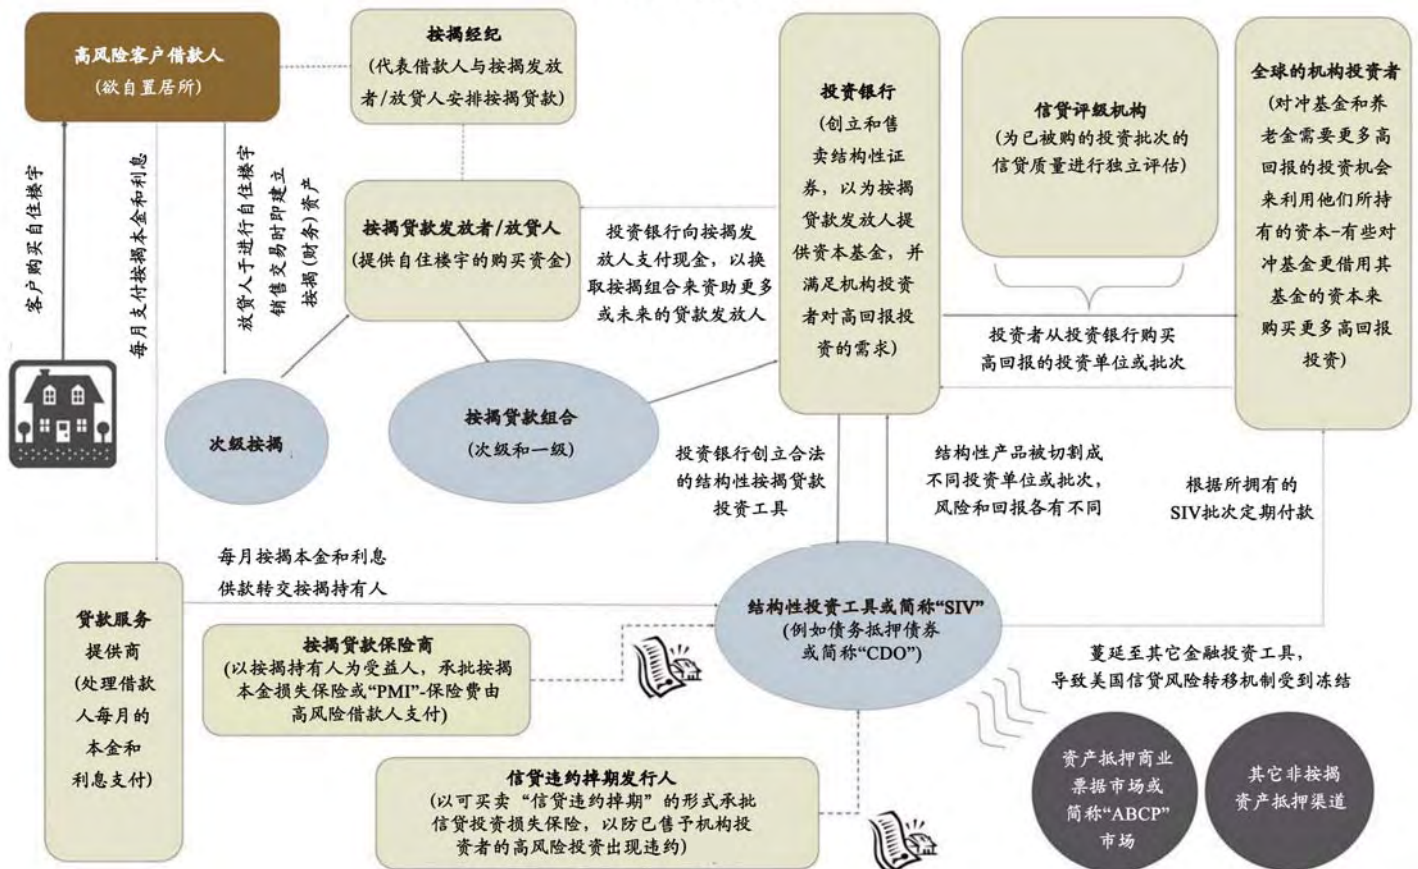 高风险客户借款人
(欲自置居所)
按揭经纪
(代表借款人与按揭发放
者/放贷人安排按揭贷款)
投资银行
(创立和售
卖结构性证
券，以为按揭
贷款发放人提
供资本基金，并
满足机构投资
者对高回报投
资的需求)
信贷评级机构
(为已被购的投资批次的
信贷质量进行独立评估)
全球的机构投资者
(对冲基金和养
老金需要更多高
回报的投资机会
来利用他们所持
有的资本-有些对
冲基金更借用其
基金的资本来
购买更多高回报
投资)
客户购买自住楼宇
每月支付按揭本金和利息
放贷人于进行自住楼宇
销售交易时即建立
按揭(财务)资产
按揭贷款发放者/放贷人
(提供自住楼宇的购买资金)
投资银行向按揭发
放人支付现金，以换
取按揭组合来资助更多
或未来的贷款发放人
投资者从投资银行购买
高回报的投资单位或批次
次级按揭
按揭贷款组合
(次级和一级)
投资银行创立合法
的结构性按揭贷款
投资工具
结构性产品被切割成
不同投资单位或批次，
风险和回报各有不同
根据所拥有的
SIV批次定期付款
每月按揭本金和利息
供款转交按揭持有人
贷款服务
提供商
(处理借款
人每月的
本金和
利息支付)
按揭贷款保险商
(以按揭持有人为受益人，承批按揭
本金损失保险或“PMI”-保险费由
高风险借款人支付)
结构性投资工具或简称“SIV”
(例如债务抵押债券
或简称“CDO”)
蔓延至其它金融投资工具，
导致美国信贷风险转移机制受到冻结
信贷违约掉期发行人
(以可买卖“信贷违约掉期”的形式承批
信贷投资损失保险，以防已售予机构投
资者的高风险投资出现违约)
资产抵押商业
票据市场或
简称“ABCP”
市场
其它非按揭
资产抵押渠道